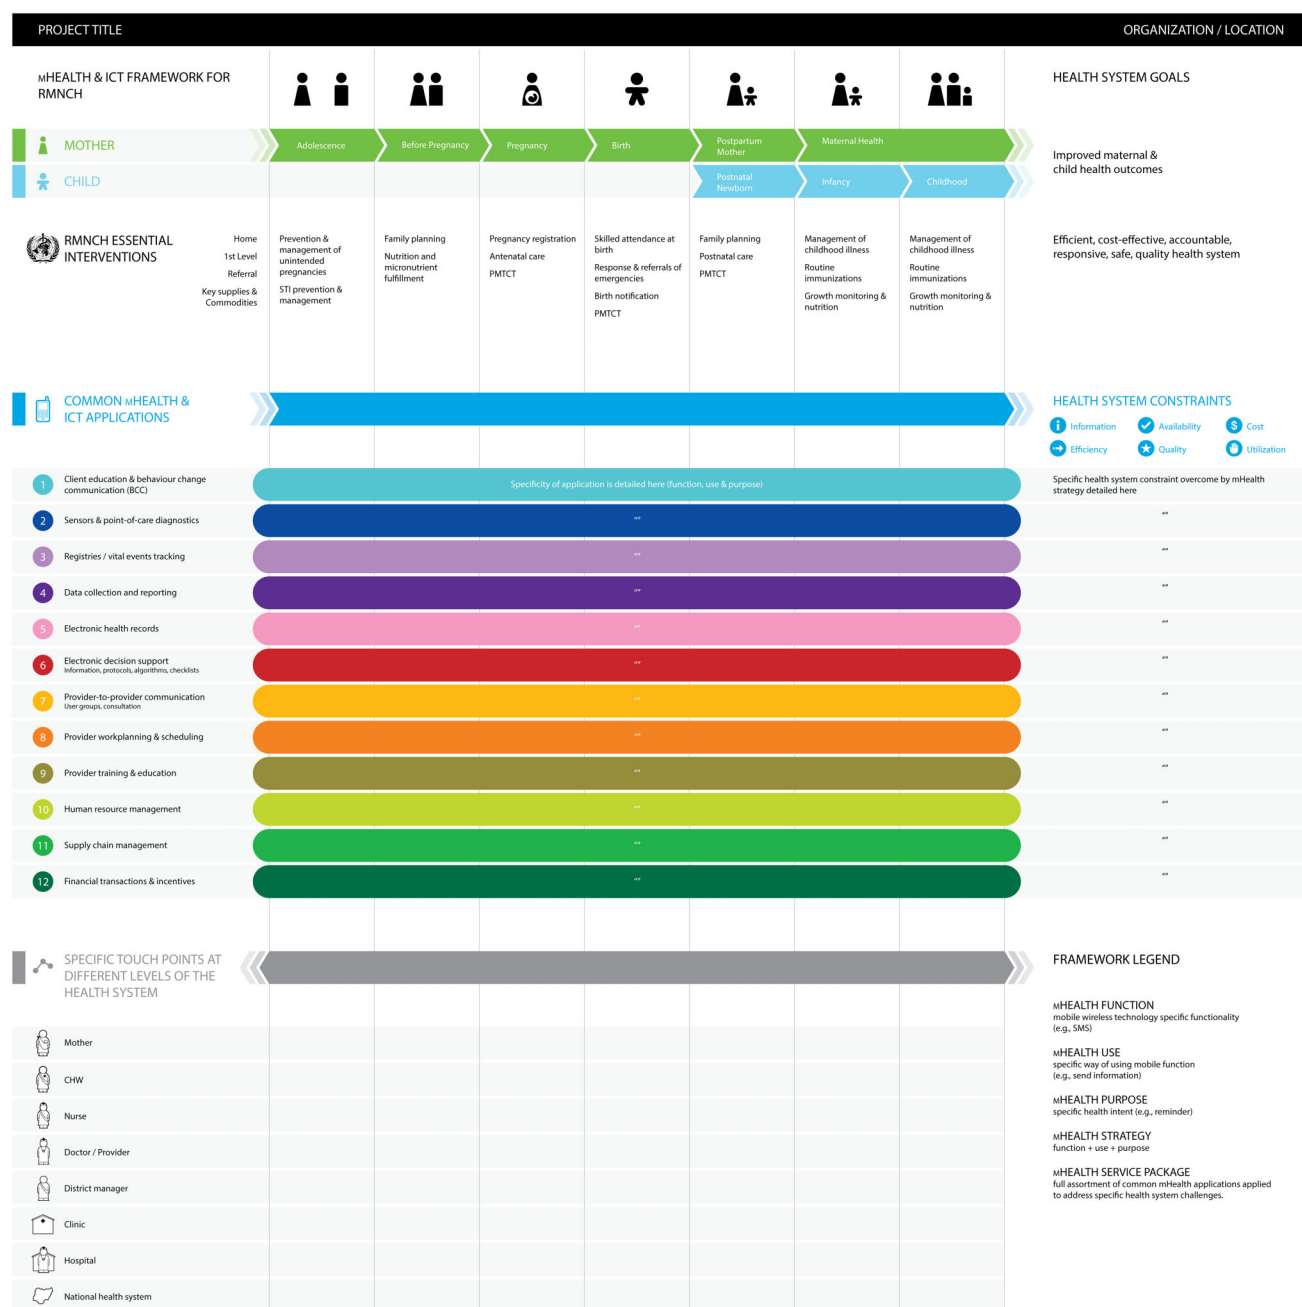 PROJECT TITLE
ORGANIZATION / LOCATION
MHEALTH & ICT FRAMEWORK FOR
RMNCH
HEALTH SYSTEM GOALS
MOTHER
Adolescence
Before Pregnancy
Pregnancy
Birth
Postpartum
Mother
Maternal Health
CHILD
Postnatal
Newborn
Infancy
Childhood
Improved maternal &
child health outcomes
RMNCH ESSENTIAL
INTERVENTIONS
Home
1st Level
Referral
Key supplies &
Commodities
Prevention &
management of
unintended
pregnancies
STI prevention &
management
Family planning
Nutrition and
micronutrient
fulfillment
Pregnancy registration
Antenatal care
PMTCT
Skilled attendance at
birth
Response & referrals of
emergencies
Birth notification
PMTCT
Family planning
Postnatal care
PMTCT
Management of
childhood illness
Routine
immunizations
Growth monitoring &
nutrition
Management of
childhood illness
Routine
immunizations
Growth monitoring &
nutrition
Efficient, cost-effective, accountable,
responsive, safe, quality health system
COMMON MHEALTH &
ICT APPLICATIONS
HEALTH SYSTEM CONSTRAINTS
Information
Availability
$ Cost
Efficiency
Quality
Utilization
1
Client education & behaviour change
communication (BCC)
Specificity of application is detailed here (function, use & purpose)
Specific health system constraint overcome by mHealth
strategy detailed here
2
Sensors & point-of-care diagnostics
“”
“”
3
Registries / vital events tracking
“”
“”
4
Data collection and reporting
“”
“”
5
Electronic health records
“”
“”
6
Electronic decision support
Information, protocols, algorithms, checklists
“”
“”
7
Provider-to-provider communication
User groups, consultation
“”
“”
8
Provider workplanning & scheduling
“”
“”
9
Provider training & education
“”
“”
10
Human resource management
“”
“”
11
Supply chain management
“”
“”
12
Financial transactions & incentives
“”
“”
SPECIFIC TOUCH POINTS AT
DIFFERENT LEVELS OF THE
HEALTH SYSTEM
Mother
CHW
Nurse
Doctor / Provider
District manager
Clinic
Hospital
National health system
FRAMEWORK LEGEND
MHEALTH FUNCTION
mobile wireless technology specific functionality
(e.g., SMS)
MHEALTH USE
specific way of using mobile function
(e.g., send information)
MHEALTH PURPOSE
specific health intent (e.g., reminder)
MHEALTH STRATEGY
function + use + purpose
MHEALTH SERVICE PACKAGE
full assortment of common mHealth applications applied
to address specific health system challenges.